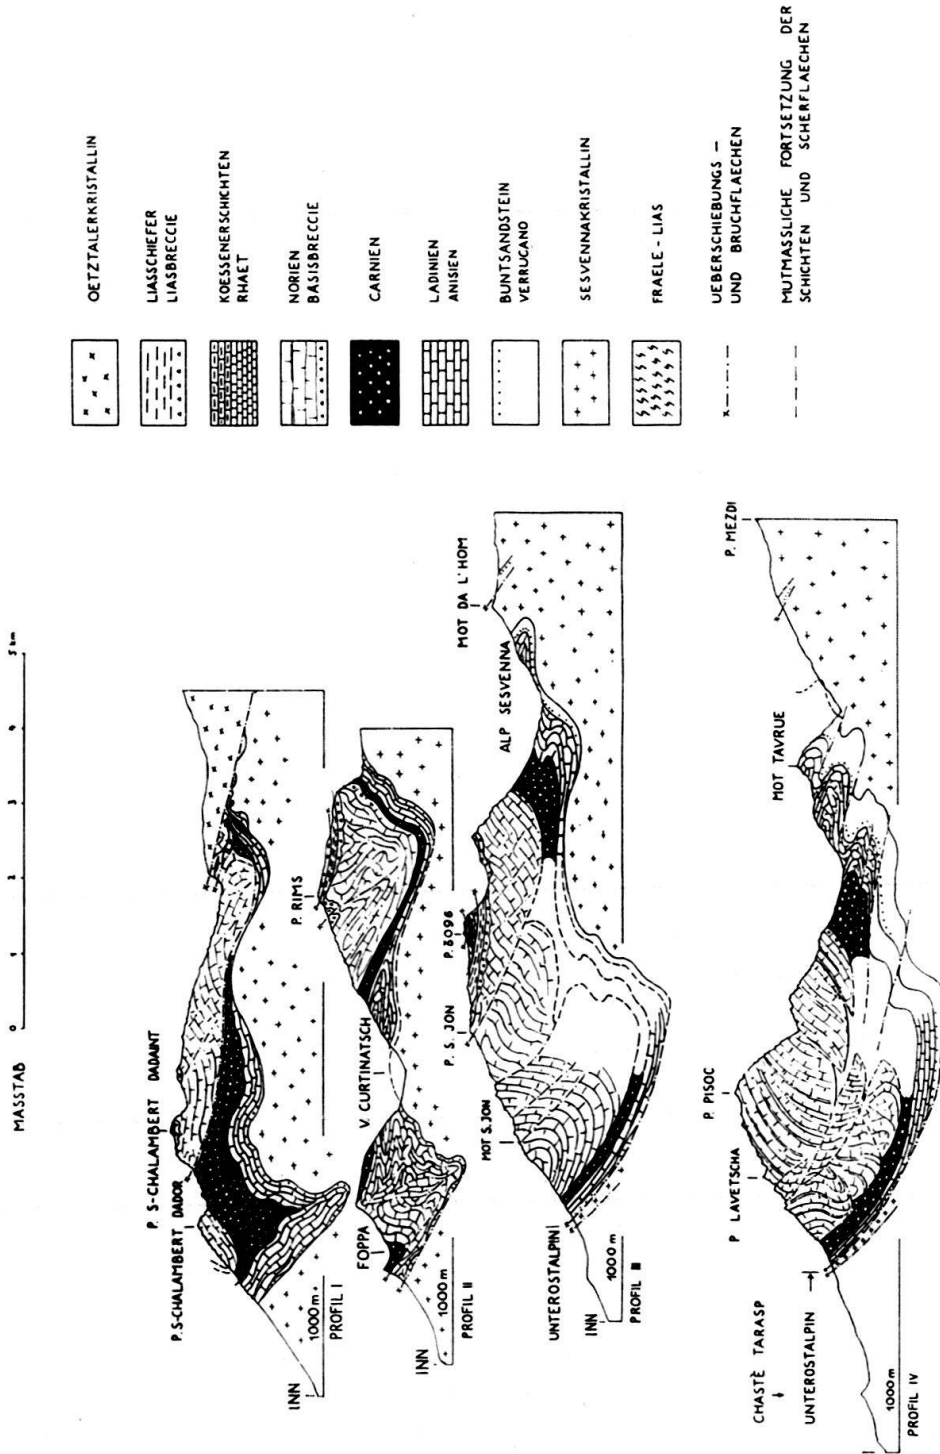 MASSTAB
0 1 2 3 4 5 km
P. S-CHALAMBERT DADAINT
P.S-CHALAMBERT DADOR
INN
1000 m
PROFIL I
P. RIMS
V. CURTINATSCH
FOPPA
INN
1000 m
PROFIL II
MOT DA L'HOM
ALP SESVENNA
P. 3096
P. S. JON
MOT S. JON
UNTEROSTALPIN
INN
1000 m
PROFIL III
P. MEZDI
MOT TAVRUE
P. PISOC
P LAVETSCHA
CHASTÈ TARASP
UNTEROSTALPIN
1000 m
PROFIL IV
OETZTALERKRISTALLIN
LIASSCHIEFER
LIASBRECCIE
KOESSENERSCHICHTEN
RHAET
NORIEN
BASISBRECCIE
CARNIEN
LADINIEN
ANISIEN
BUNTSANDSTEIN
VERRUCANO
SESVENNAKRISTALLIN
FRAELE - LIAS
UEBERSCHIEBUNGS -
UND BRUCHFLAECHEN
MUTMASSLICHE FORTSETZUNG DER
SCHICHTEN UND SCHERFLAECHEN